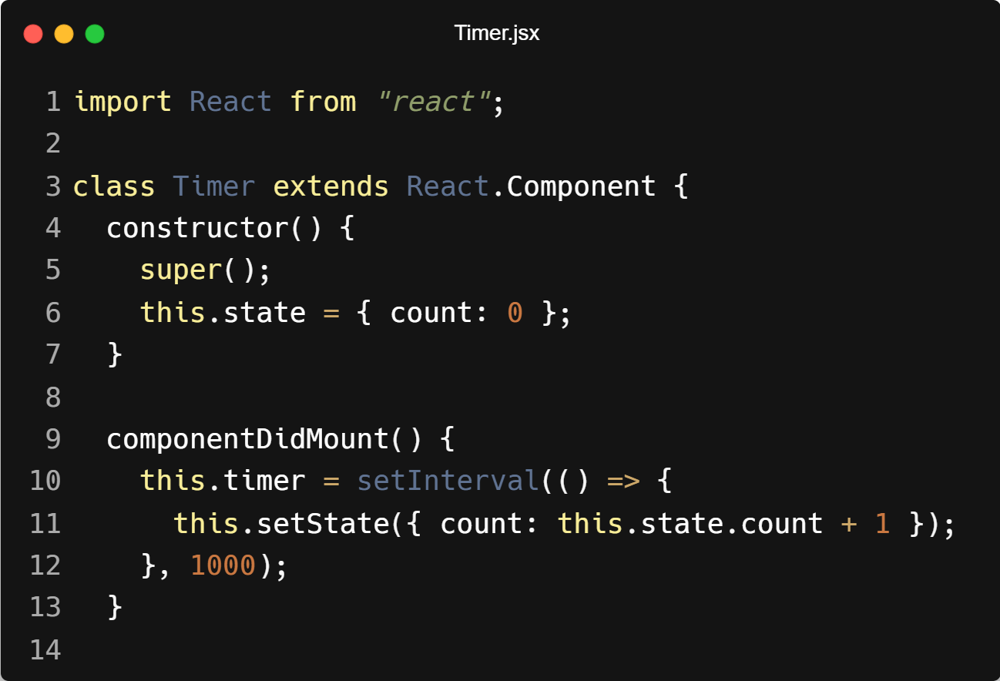 Timer.jsx
1 import React from "react";
2
3 class Timer extends React.Component {
4   constructor() {
5     super();
6     this.state = { count: 0 };
7   }
8
9   componentDidMount() {
10     this.timer = setInterval(() => {
11       this.setState({ count: this.state.count + 1 });
12     }, 1000);
13   }
14